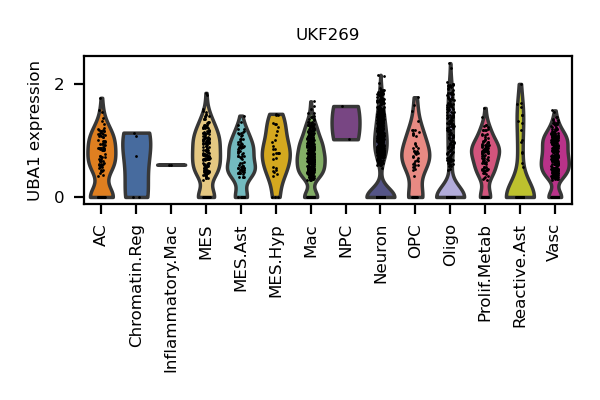 UKF269
UBA1 expression
2
0
AC
Chromatin.Reg
Inflammatory.Mac
MES
MES.Ast
MES.Hyp
Mac
NPC
Neuron
OPC
Oligo
Prolif.Metab
Reactive.Ast
Vasc